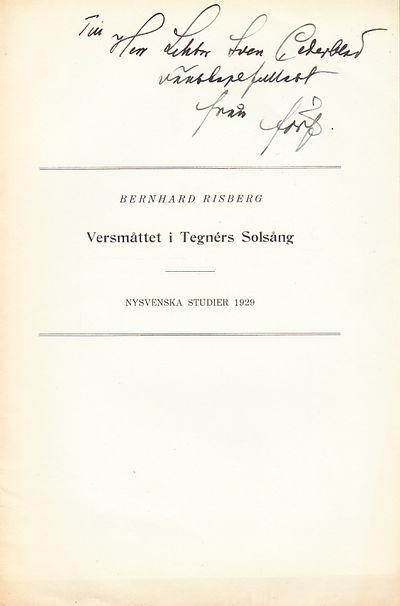 Till
Herr Lektor Sven Cederblad
vänskapsfullast
från förf.
BERNHARD RISBERG
Versmåttet i Tegnérs Solsång
NYSVENSKA STUDIER 1929